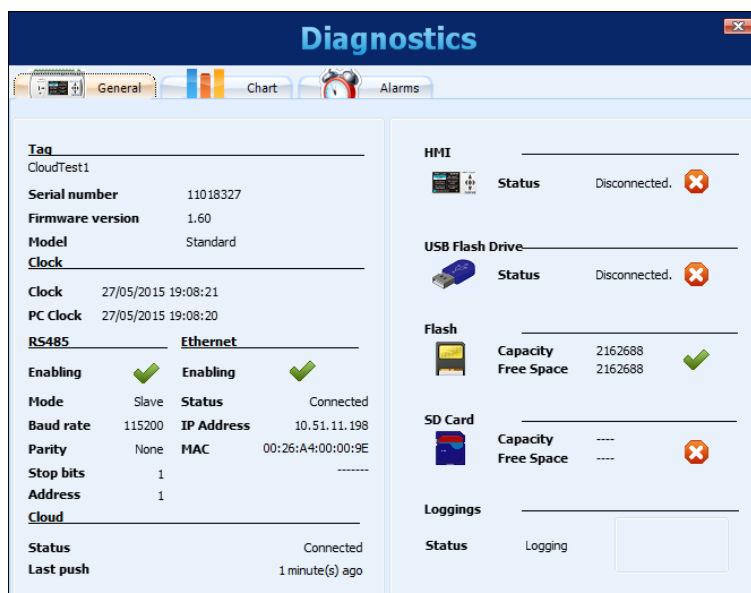 Diagnostics
General
Chart
Alarms
Tag
CloudTest1
Serial number 11018327
Firmware version 1.60
Model Standard
Clock
Clock 27/05/2015 19:08:21
PC Clock 27/05/2015 19:08:20
RS485 Ethernet
Enabling Enabling
Mode Slave Status Connected
Baud rate 115200 IP Address 10.51.11.198
Parity None MAC 00:26:A4:00:00:9E
Stop bits 1 -------
Address 1
Cloud
Status Connected
Last push 1 minute(s) ago
HMI
Status Disconnected.
USB Flash Drive
Status Disconnected.
Flash
Capacity 2162688
Free Space 2162688
SD Card
Capacity ----
Free Space ----
Loggings
Status Logging